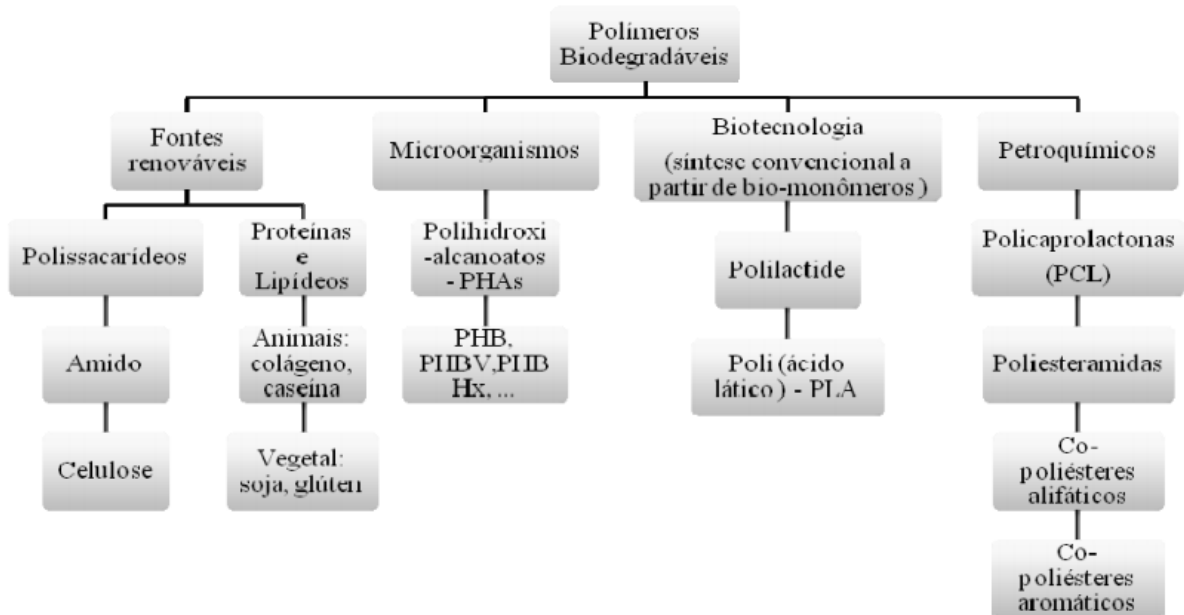 Polímeros
Biodegradáveis
Fontes
renováveis
Microorganismos
Biotecnologia
(síntese convencional a
partir de bio-monômeros)
Petroquímicos
Polissacarídeos
Proteínas
e
Lipídeos
Polihidroxi
-alcanoatos
- PHAs
Polilactide
Policaprolactonas
(PCL)
Amido
Animais:
colágeno,
caseína
PHB,
PHBV,PHB
Hx, ...
Poli (ácido
lático) - PLA
Poliesteramidas
Celulose
Vegetal:
soja, glúten
Co-
poliésteres
alifáticos
Co-
poliésteres
aromáticos